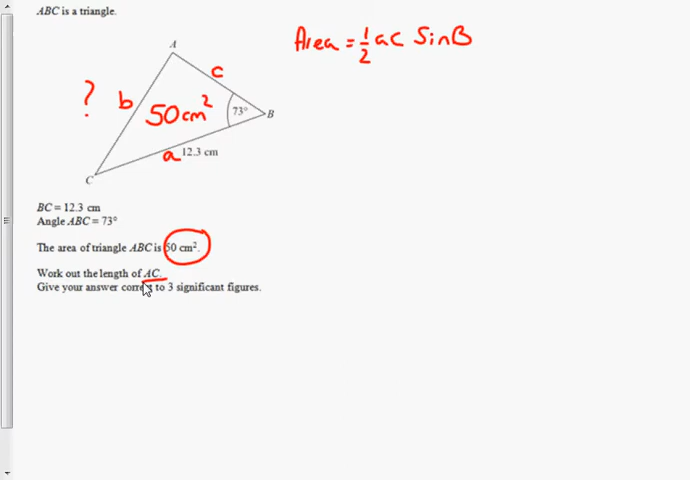 ABC is a triangle.
Area = 1/2 ac SinB
A
c
? b 50cm²
73°
B
a 12.3 cm
C
BC = 12.3 cm
Angle ABC = 73°
The area of triangle ABC is 50 cm².
Work out the length of AC.
Give your answer correct to 3 significant figures.